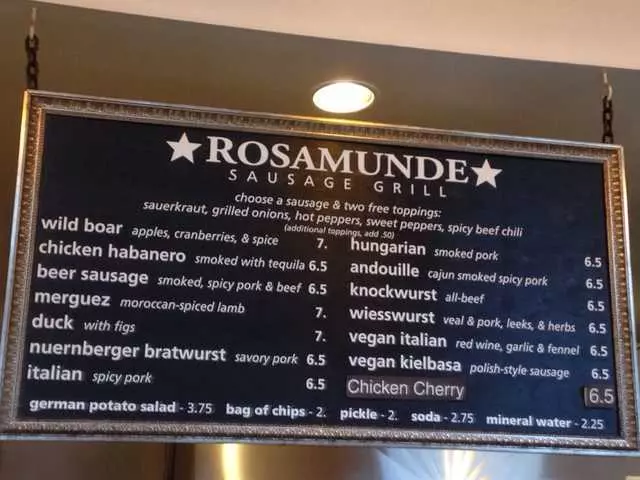 ★ROSAMUNDE★
SAUSAGE GRILL
choose a sausage & two free toppings:
sauerkraut, grilled onions, hot peppers, sweet peppers, spicy beef chili
(additional toppings, add .50)
wild boar apples, cranberries, & spice 7.
chicken habanero smoked with tequila 6.5
beer sausage smoked, spicy pork & beef 6.5
merguez moroccan-spiced lamb 7.
duck with figs 7.
nuernberger bratwurst savory pork 6.5
italian spicy pork 6.5
hungarian smoked pork 6.5
andouille cajun smoked spicy pork 6.5
knockwurst all-beef 6.5
wiesswurst veal & pork, leeks, & herbs 6.5
vegan italian red wine, garlic & fennel 6.5
vegan kielbasa polish-style sausage 6.5
Chicken Cherry 6.5
german potato salad - 3.75 bag of chips - 2. pickle - 2. soda - 2.75 mineral water - 2.25